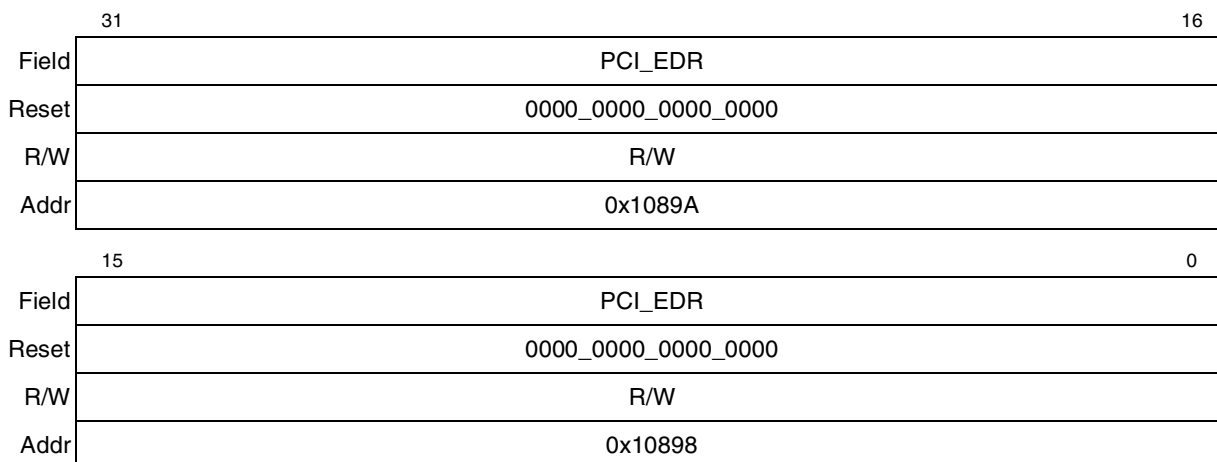 31 16
Field PCI_EDR
Reset 0000_0000_0000_0000
R/W R/W
Addr 0x1089A
15 0
Field PCI_EDR
Reset 0000_0000_0000_0000
R/W R/W
Addr 0x10898